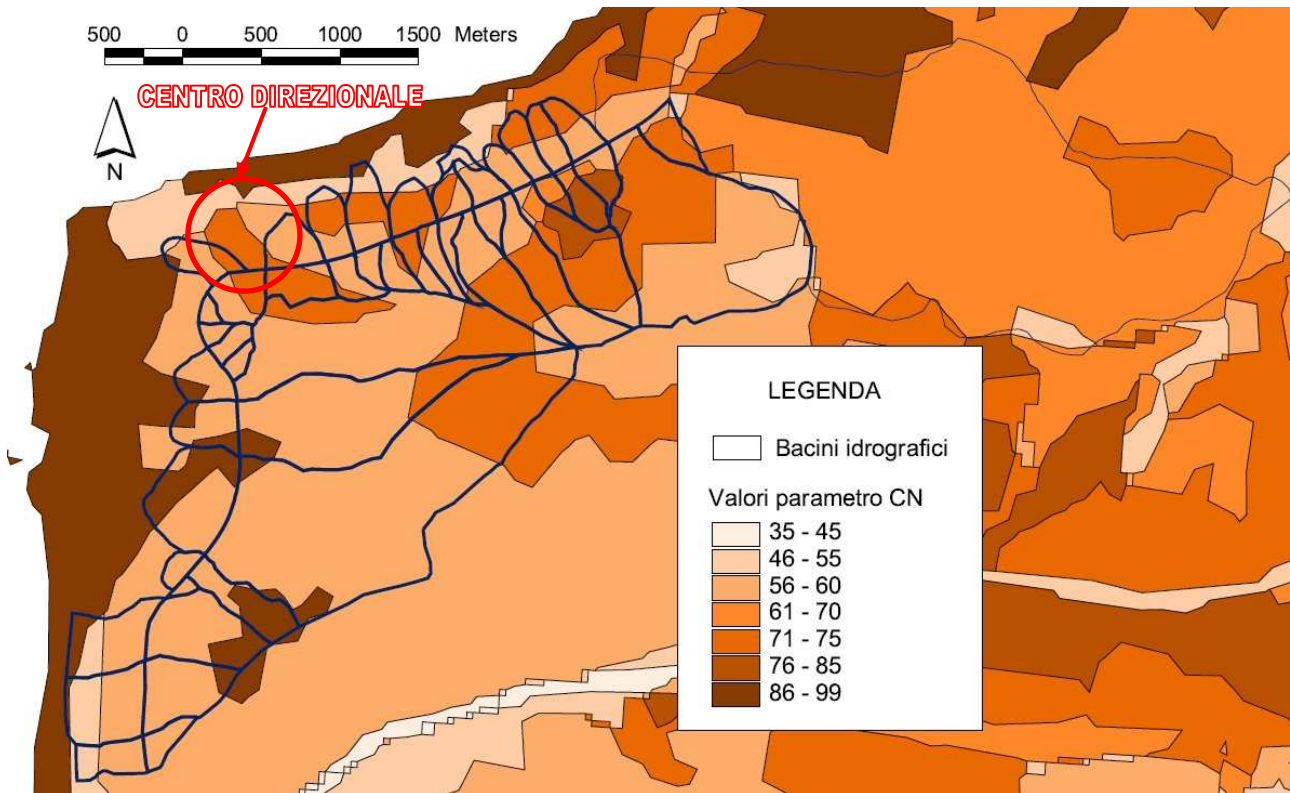 500 0 500 1000 1500 Meters
CENTRO DIREZIONALE
N
LEGENDA
Bacini idrografici
Valori parametro CN
35 - 45
46 - 55
56 - 60
61 - 70
71 - 75
76 - 85
86 - 99